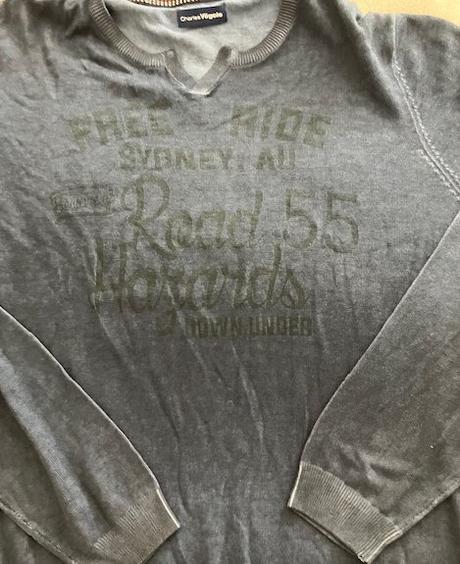 Charles Vögele
FREE RIDE
SYDNEY, AU
Road 55
Hazards
DOWN UNDER